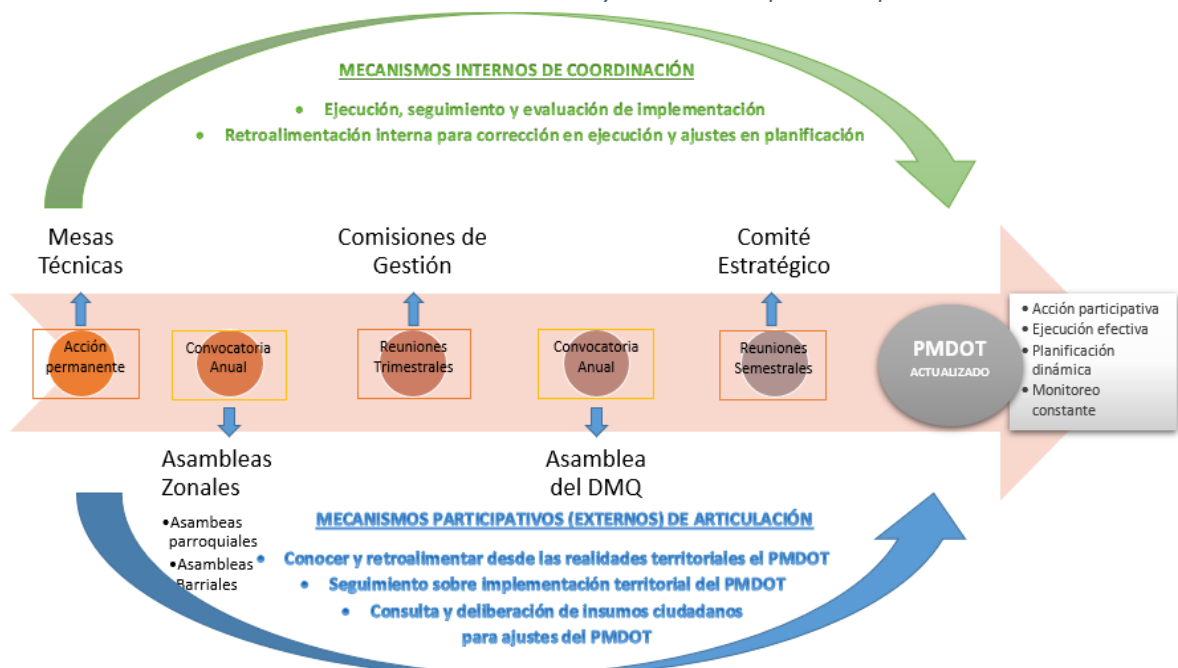 MECANISMOS INTERNOS DE COORDINACIÓN
• Ejecución, seguimiento y evaluación de implementación
• Retroalimentación interna para corrección en ejecución y ajustes en planificación
Mesas
Técnicas
Comisiones de
Gestión
Comité
Estratégico
Acción
permanente
Convocatoria
Anual
Reuniones
Trimestrales
Convocatoria
Anual
Reuniones
Semestrales
PMDOT
ACTUALIZADO
• Acción participativa
• Ejecución efectiva
• Planificación
dinámica
• Monitoreo
constante
Asambleas
Zonales
•Asambeas
parroquiales
•Asambleas
Barriales
Asamblea
del DMQ
MECANISMOS PARTICIPATIVOS (EXTERNOS) DE ARTICULACIÓN
• Conocer y retroalimentar desde las realidades territoriales el PMDOT
• Seguimiento sobre implementación territorial del PMDOT
• Consulta y deliberación de insumos ciudadanos
para ajustes del PMDOT